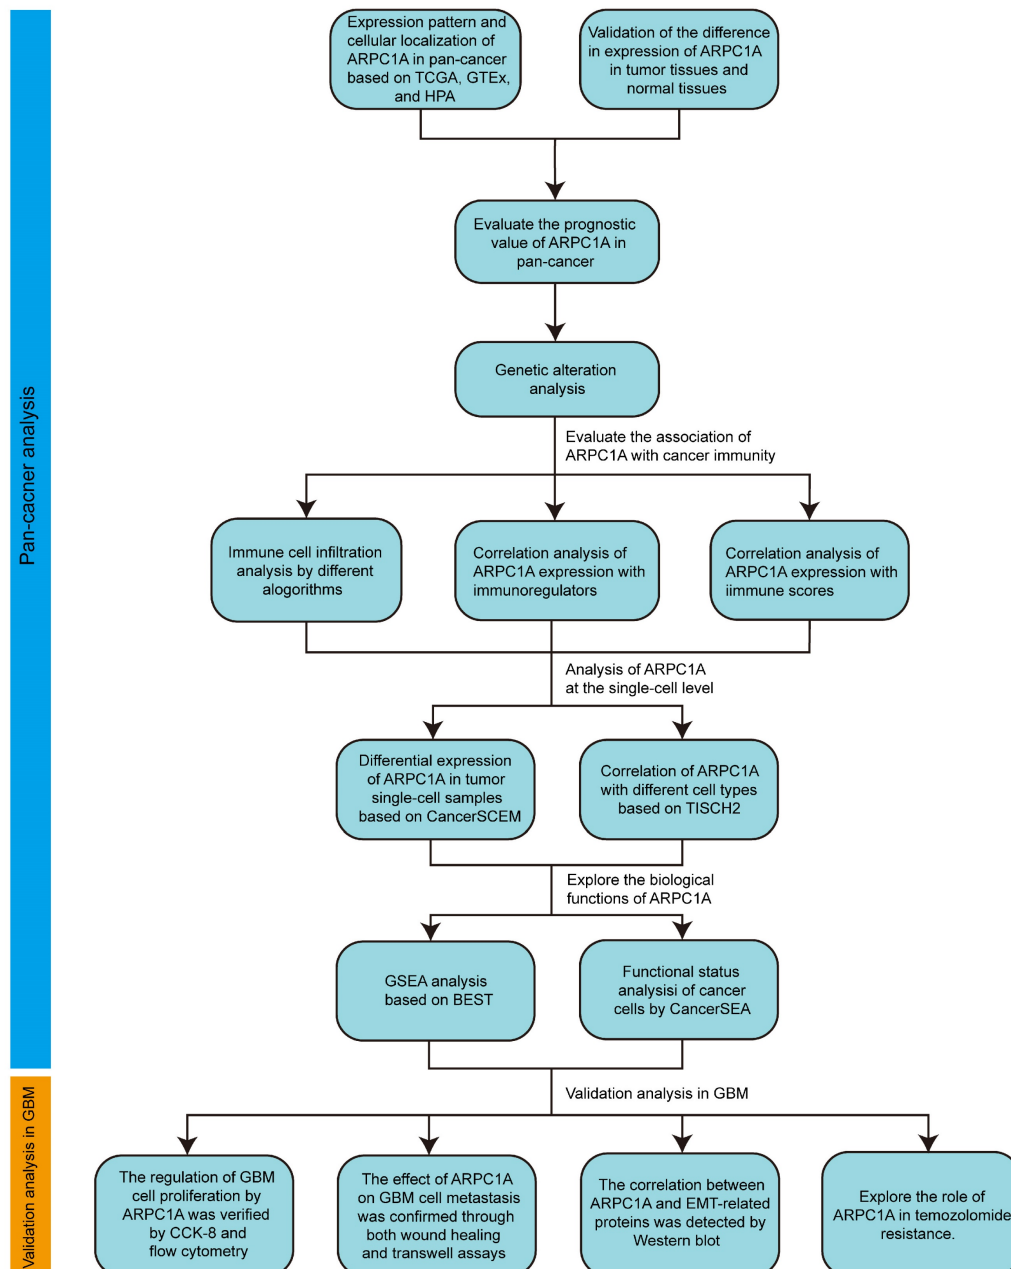 Pan-cacner analysis
Expression pattern and
cellular localization of
ARPC1A in pan-cancer
based on TCGA, GTEx,
and HPA
Validation of the difference
in expression of ARPC1A
in tumor tissues and
normal tissues
Evaluate the prognostic
value of ARPC1A in
pan-cancer
Genetic alteration
analysis
Evaluate the association of
ARPC1A with cancer immunity
Immune cell infiltration
analysis by different
alogorithms
Correlation analysis of
ARPC1A expression with
immunoregulators
Correlation analysis of
ARPC1A expression with
iimmune scores
Analysis of ARPC1A
at the single-cell level
Differential expression
of ARPC1A in tumor
single-cell samples
based on CancerSCEM
Correlation of ARPC1A
with different cell types
based on TISCH2
Explore the biological
functions of ARPC1A
GSEA analysis
based on BEST
Functional status
analysisi of cancer
cells by CancerSEA
Validation analysis in GBM
Validation analysis in GBM
The regulation of GBM
cell proliferation by
ARPC1A was verified
by CCK-8 and
flow cytometry
The effect of ARPC1A
on GBM cell metastasis
was confirmed through
both wound healing
and transwell assays
The correlation between
ARPC1A and EMT-related
proteins was detected by
Western blot
Explore the role of
ARPC1A in temozolomide
resistance.